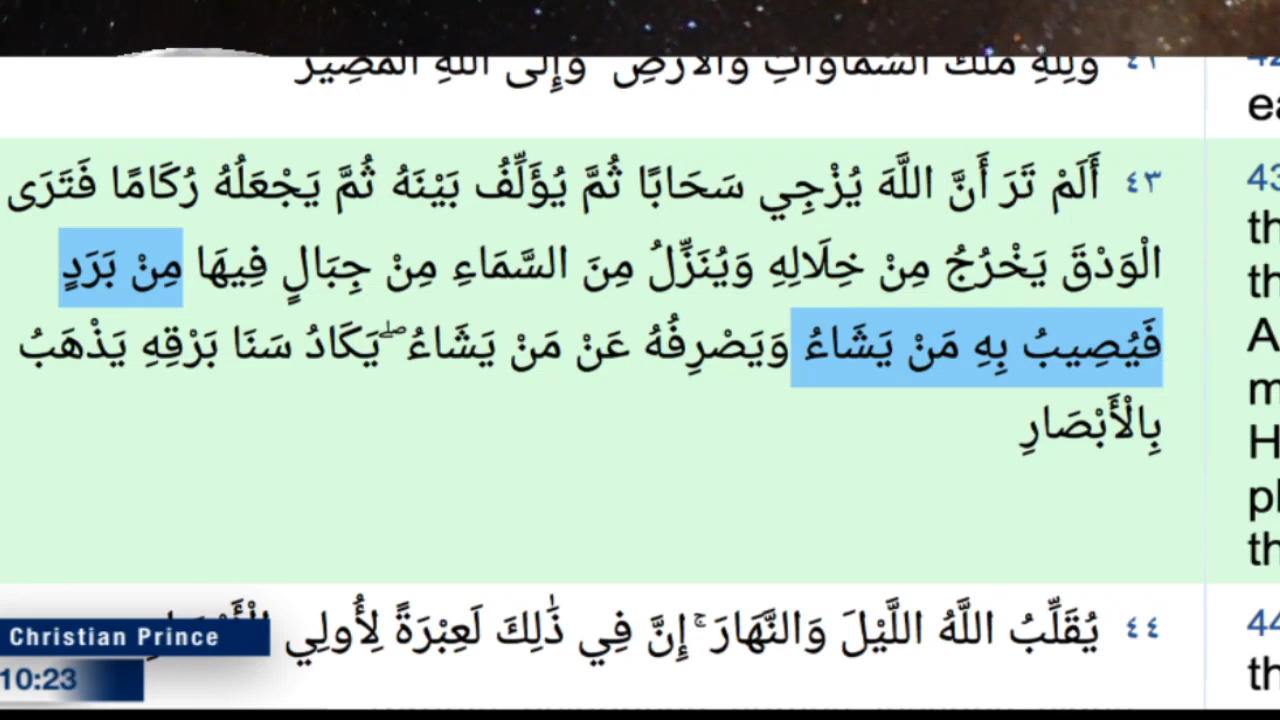 ٤٢ وَلِلَّهِ مُلْكُ السَّمَاوَاتِ وَالْأَرْضِ وَإِلَى اللَّهِ الْمَصِيرُ
ea
٤٣ أَلَمْ تَرَ أَنَّ اللَّهَ يُزْجِي سَحَابًا ثُمَّ يُؤَلِّفُ بَيْنَهُ ثُمَّ يَجْعَلُهُ رُكَامًا فَتَرَى
43
الْوَدْقَ يَخْرُجُ مِنْ خِلَالِهِ وَيُنَزِّلُ مِنَ السَّمَاءِ مِنْ جِبَالٍ فِيهَا مِنْ بَرَدٍ
th
th
فَيُصِيبُ بِهِ مَنْ يَشَاءُ وَيَصْرِفُهُ عَنْ مَنْ يَشَاءُ ۖ يَكَادُ سَنَا بَرْقِهِ يَذْهَبُ
A
m
بِالْأَبْصَارِ
H
pl
th
٤٤ يُقَلِّبُ اللَّهُ اللَّيْلَ وَالنَّهَارَ ۚ إِنَّ فِي ذَٰلِكَ لَعِبْرَةً لِأُولِي
44
th
Christian Prince
10:23